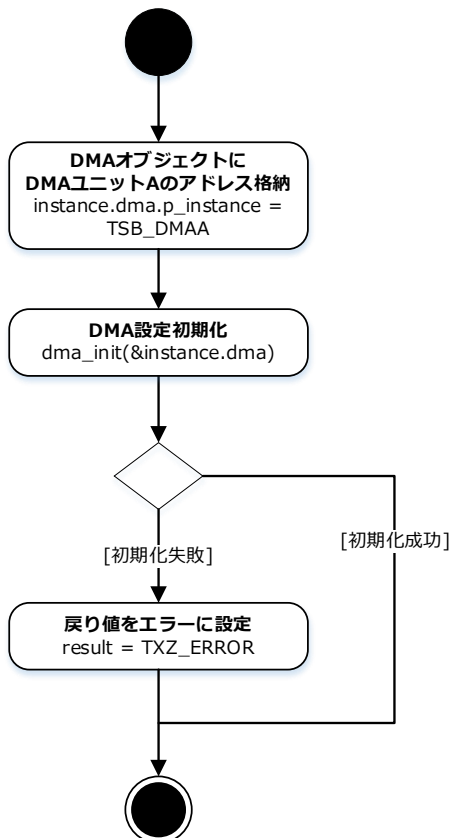 DMAオブジェクトに
DMAユニットAのアドレス格納
instance.dma.p_instance =
TSB_DMAA
DMA設定初期化
dma_init(&instance.dma)
[初期化失敗]
[初期化成功]
戻り値をエラーに設定
result = TXZ_ERROR